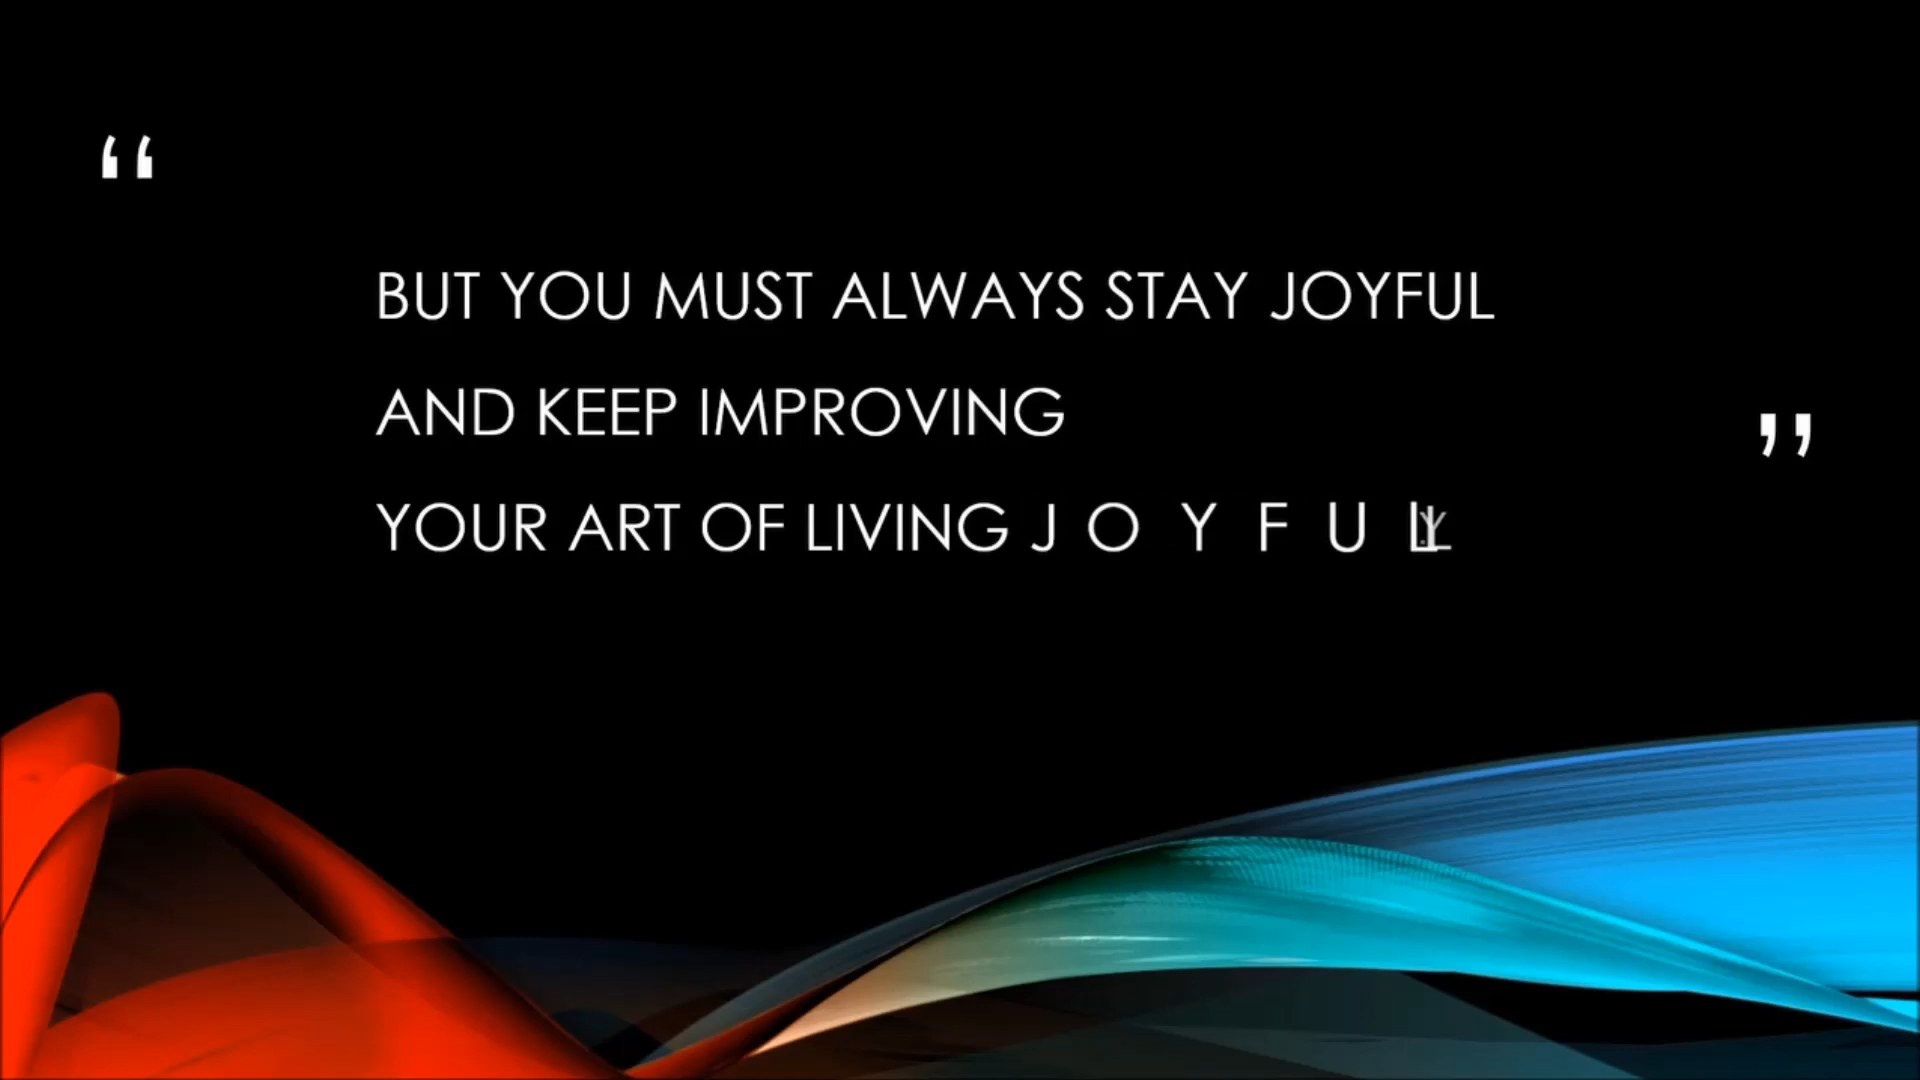 “
BUT YOU MUST ALWAYS STAY JOYFUL
AND KEEP IMPROVING
YOUR ART OF LIVING J O Y F U L
”